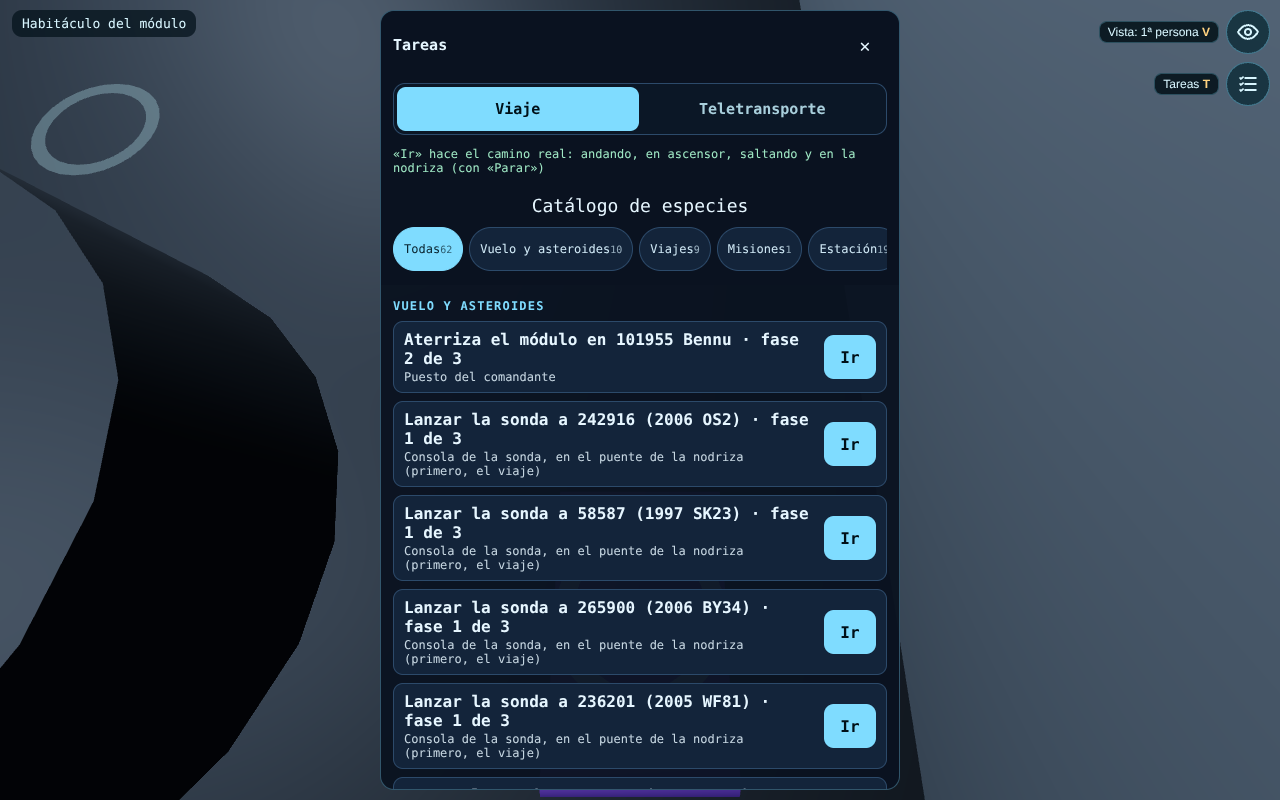 Habitáculo del módulo
Tareas
×
Vista: 1ª persona V
Tareas T
Viaje
Teletransporte
«Ir» hace el camino real: andando, en ascensor, saltando y en la
nodriza (con «Parar»)
Catálogo de especies
Todas62
Vuelo y asteroides10
Viajes9
Misiones1
Estación19
VUELO Y ASTEROIDES
Aterriza el módulo en 101955 Bennu · fase
2 de 3
Puesto del comandante
Ir
Lanzar la sonda a 242916 (2006 OS2) · fase
1 de 3
Consola de la sonda, en el puente de la nodriza
(primero, el viaje)
Ir
Lanzar la sonda a 58587 (1997 SK23) · fase
1 de 3
Consola de la sonda, en el puente de la nodriza
(primero, el viaje)
Ir
Lanzar la sonda a 265900 (2006 BY34) ·
fase 1 de 3
Consola de la sonda, en el puente de la nodriza
(primero, el viaje)
Ir
Lanzar la sonda a 236201 (2005 WF81) ·
fase 1 de 3
Consola de la sonda, en el puente de la nodriza
(primero, el viaje)
Ir